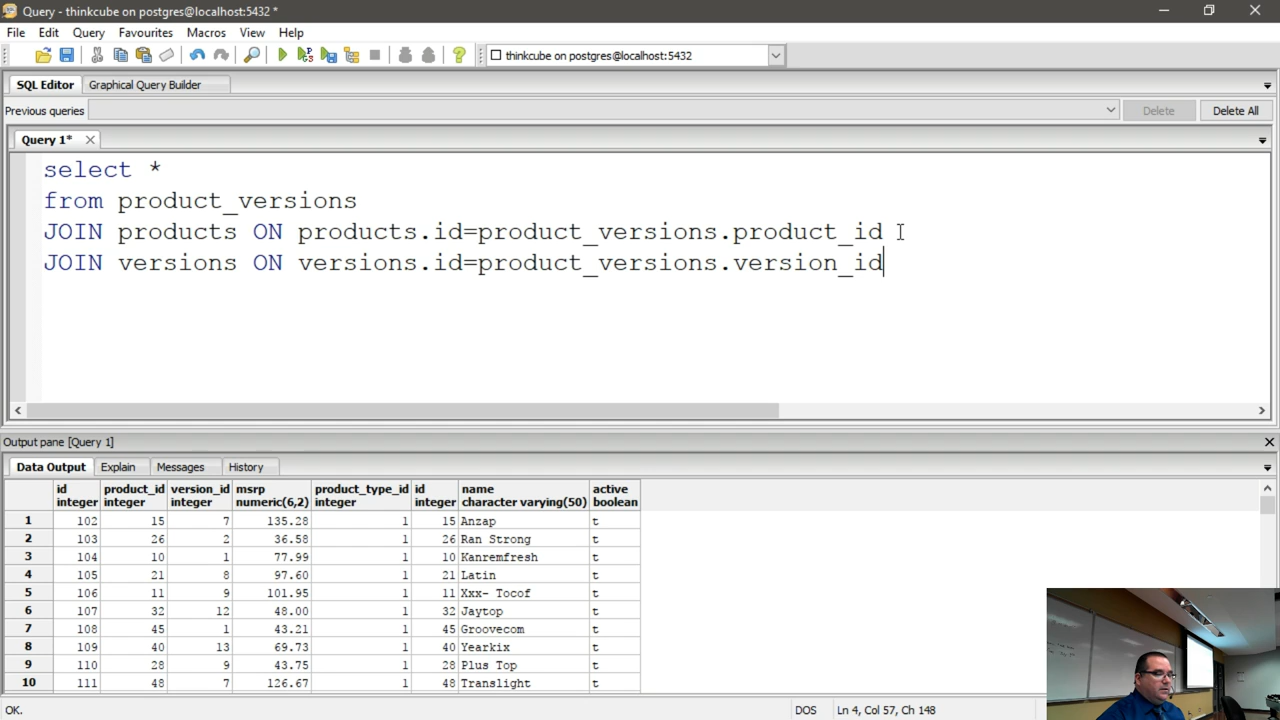 Query - thinkcube on postgres@localhost:5432 *
File Edit Query Favourites Macros View Help
thinkcube on postgres@localhost:5432
SQL Editor Graphical Query Builder
Previous queries Delete Delete All
Query 1*
select *
from product_versions
JOIN products ON products.id=product_versions.product_id
JOIN versions ON versions.id=product_versions.version_id
Output pane [Query 1]
Data Output Explain Messages History
id product_id version_id msrp product_type_id id name active
integer integer integer numeric(6,2) integer integer character varying(50) boolean
1 102 15 7 135.28 1 15 Anzap t
2 103 26 2 36.58 1 26 Ran Strong t
3 104 10 1 77.99 1 10 Kanremfresh t
4 105 21 8 97.60 1 21 Latin t
5 106 11 9 101.95 1 11 Xxx- Tocof t
6 107 32 12 48.00 1 32 Jaytop t
7 108 45 1 43.21 1 45 Groovecom t
8 109 40 13 69.73 1 40 Yearkix t
9 110 28 9 43.75 1 28 Plus Top t
10 111 48 7 126.67 1 48 Translight t
OK. DOS Ln 4, Col 57, Ch 148